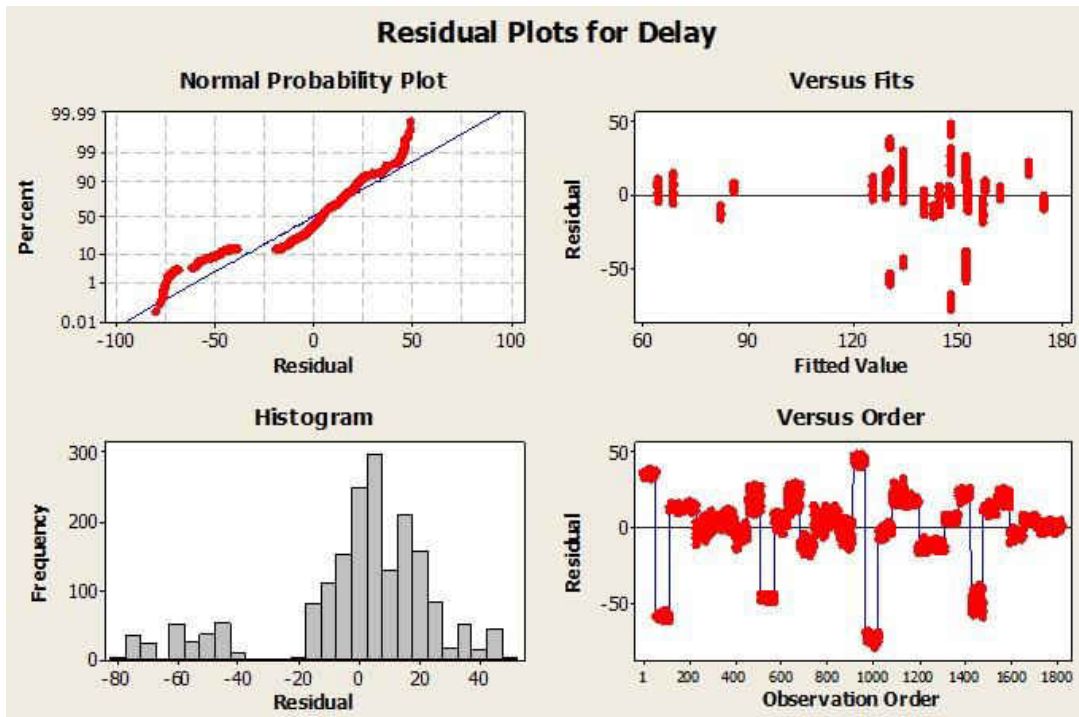 Residual Plots for Delay
Normal Probability Plot
99.99
99
90
50
10
1
0.01
Percent
-100 -50 0 50 100
Residual
Versus Fits
50
0
-50
Residual
60 90 120 150 180
Fitted Value
Histogram
300
200
100
0
Frequency
-80 -60 -40 -20 0 20 40
Residual
Versus Order
50
0
-50
Residual
1 200 400 600 800 1000 1200 1400 1600 1800
Observation Order